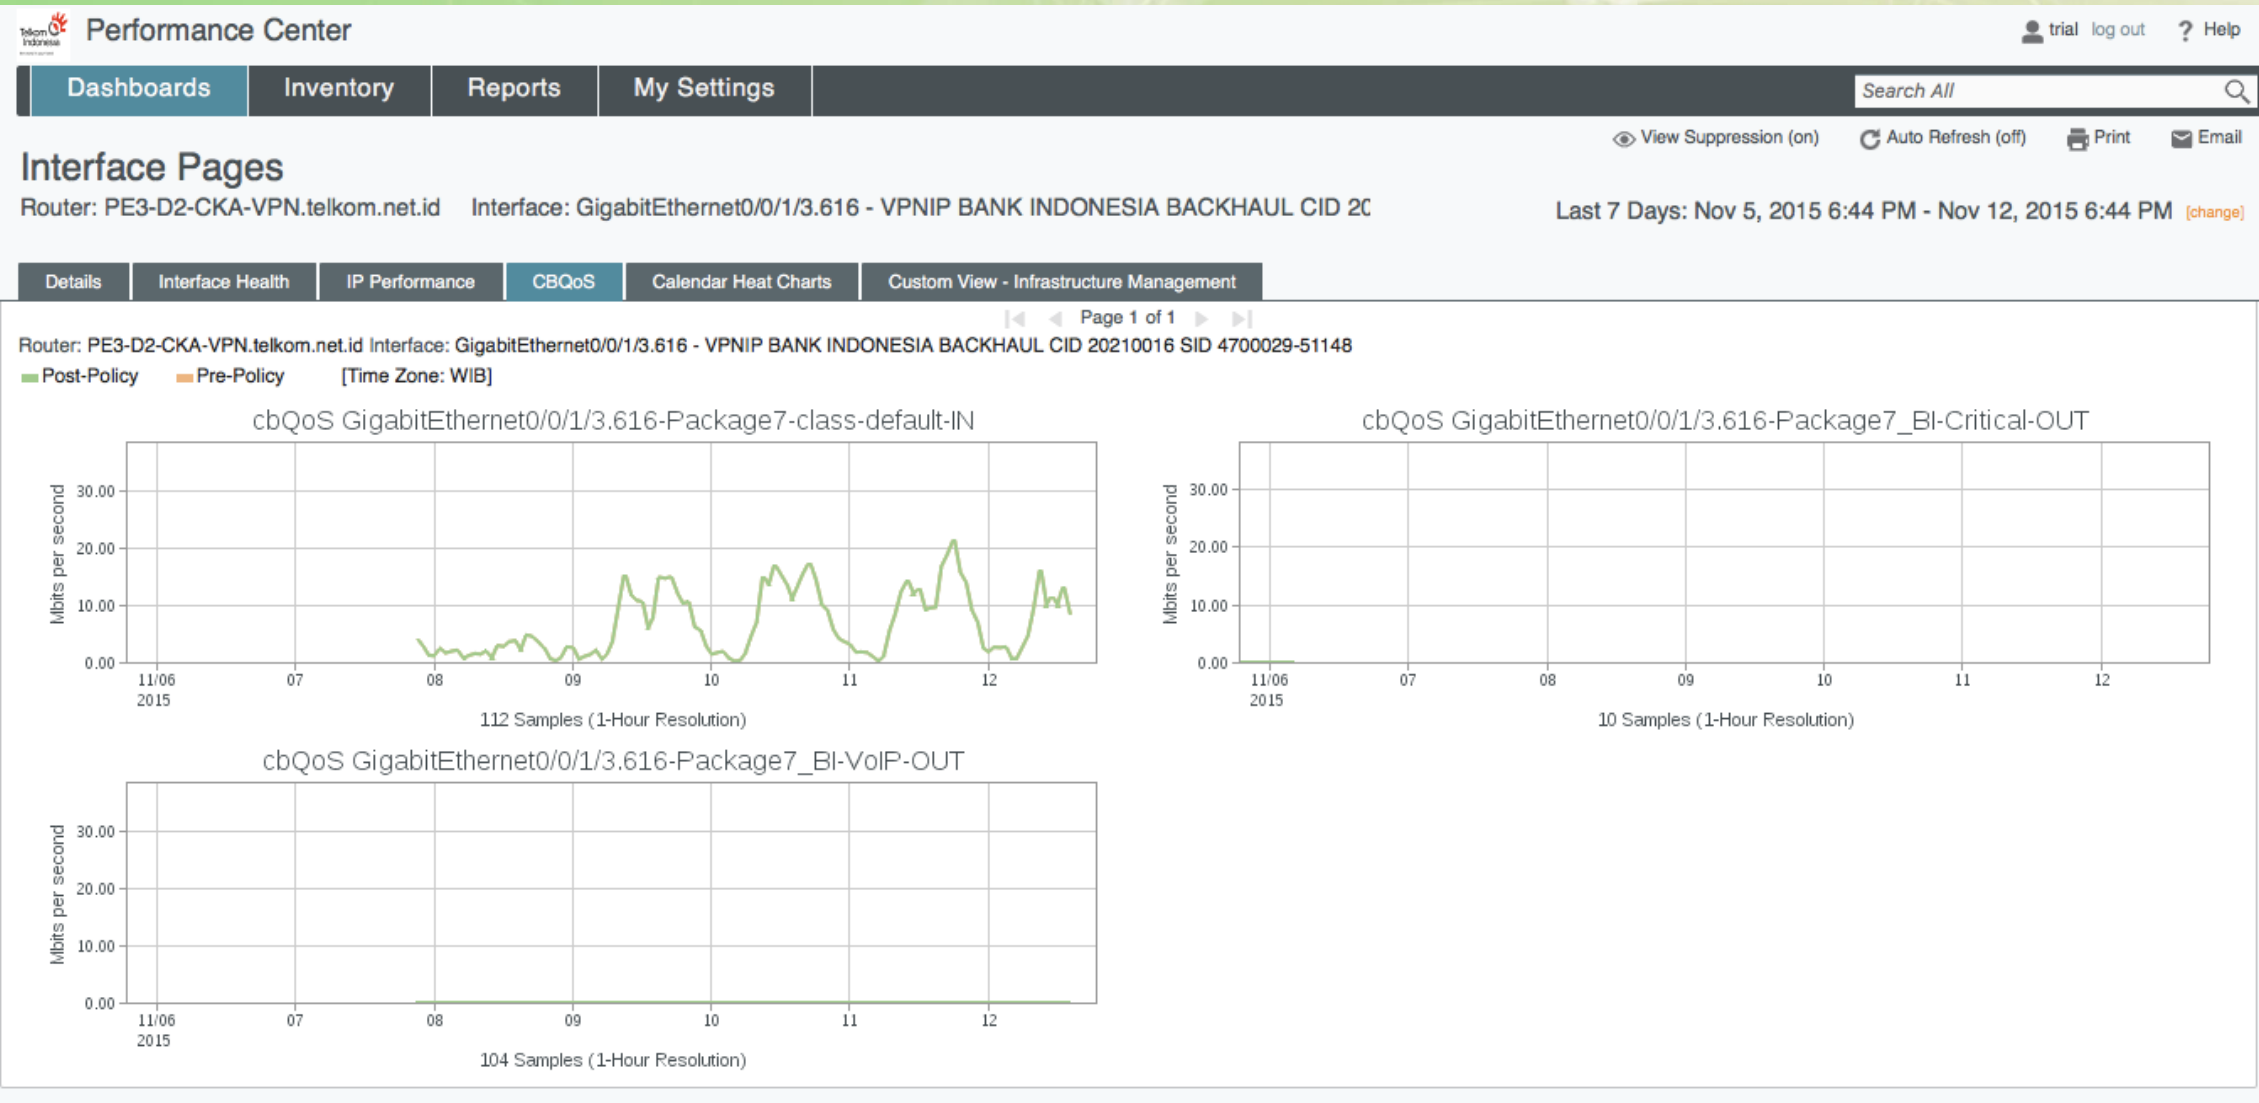 Telkom
Indonesia
Performance Center
trial log out ? Help
Dashboards Inventory Reports My Settings
Search All
View Suppression (on) Auto Refresh (off) Print Email
Interface Pages
Router: PE3-D2-CKA-VPN.telkom.net.id Interface: GigabitEthernet0/0/1/3.616 - VPNIP BANK INDONESIA BACKHAUL CID 20
Last 7 Days: Nov 5, 2015 6:44 PM - Nov 12, 2015 6:44 PM [change]
Details Interface Health IP Performance CBQoS Calendar Heat Charts Custom View - Infrastructure Management
Page 1 of 1
Router: PE3-D2-CKA-VPN.telkom.net.id Interface: GigabitEthernet0/0/1/3.616 - VPNIP BANK INDONESIA BACKHAUL CID 20210016 SID 4700029-51148
Post-Policy Pre-Policy [Time Zone: WIB]
cbQoS GigabitEthernet0/0/1/3.616-Package7-class-default-IN
Mbits per second
30.00
20.00
10.00
0.00
11/06 07 08 09 10 11 12
2015
112 Samples (1-Hour Resolution)
cbQoS GigabitEthernet0/0/1/3.616-Package7_BI-Critical-OUT
Mbits per second
30.00
20.00
10.00
0.00
11/06 07 08 09 10 11 12
2015
10 Samples (1-Hour Resolution)
cbQoS GigabitEthernet0/0/1/3.616-Package7_BI-VoIP-OUT
Mbits per second
30.00
20.00
10.00
0.00
11/06 07 08 09 10 11 12
2015
104 Samples (1-Hour Resolution)